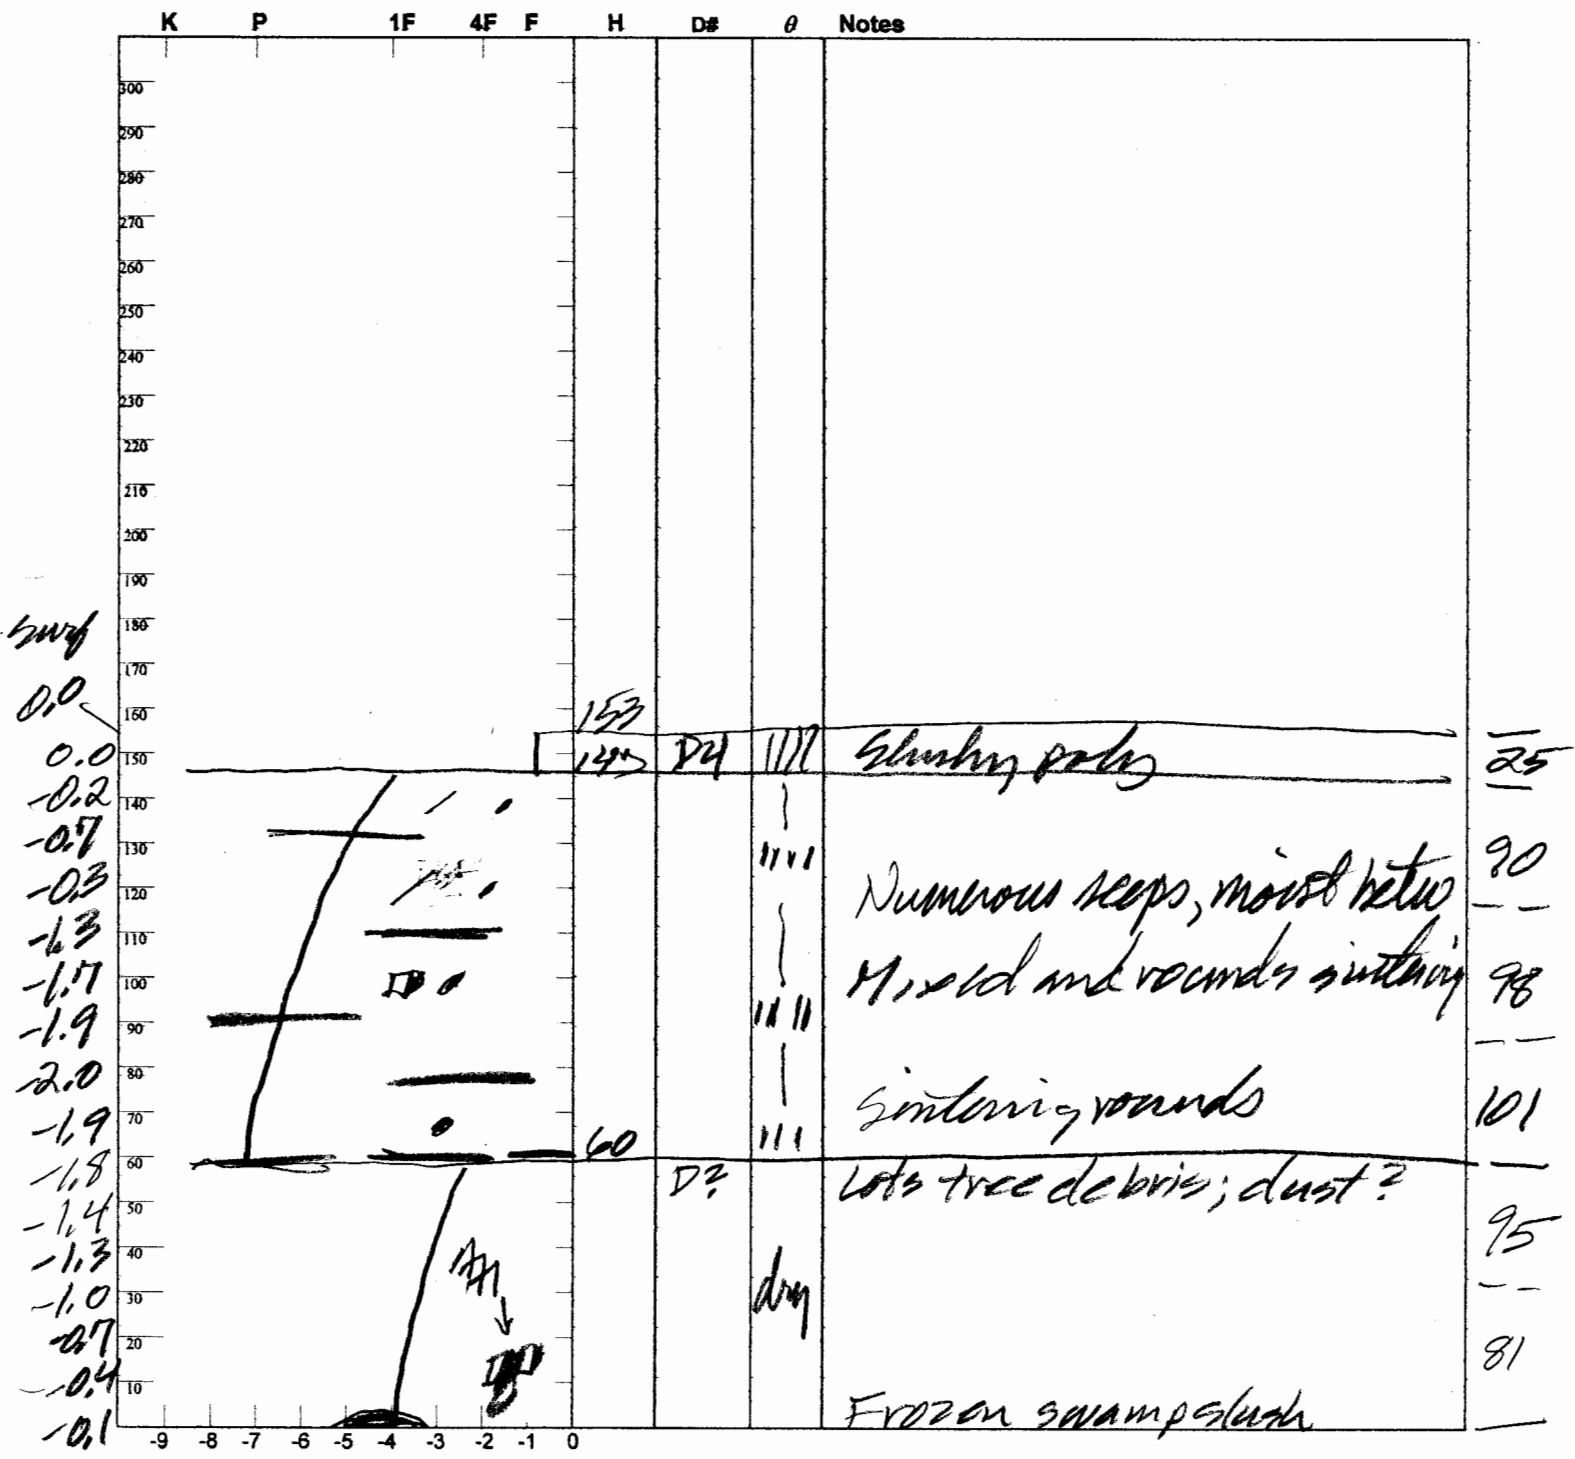 K P 1F 4F F H D# θ Notes
300
290
280
270
260
250
240
230
220
210
200
190
Surf 180
170
0.0 160 153
0.0 150 145 D4 Slushy poly 25
-0.2 140
-0.7 130 90
-0.3 120 Numerous seeps, moist betw
-1.3 110
-1.7 100 Mixed and rounds sintering 98
-1.9 90
-2.0 80
-1.9 70 Sintering rounds 101
-1.8 60 60 D? Lots tree debris; dust?
-1.4 50 95
-1.3 40
-1.0 30 dry
-0.7 20 81
-0.4 10
-0.1 Frozen swamp slush
-9 -8 -7 -6 -5 -4 -3 -2 -1 0